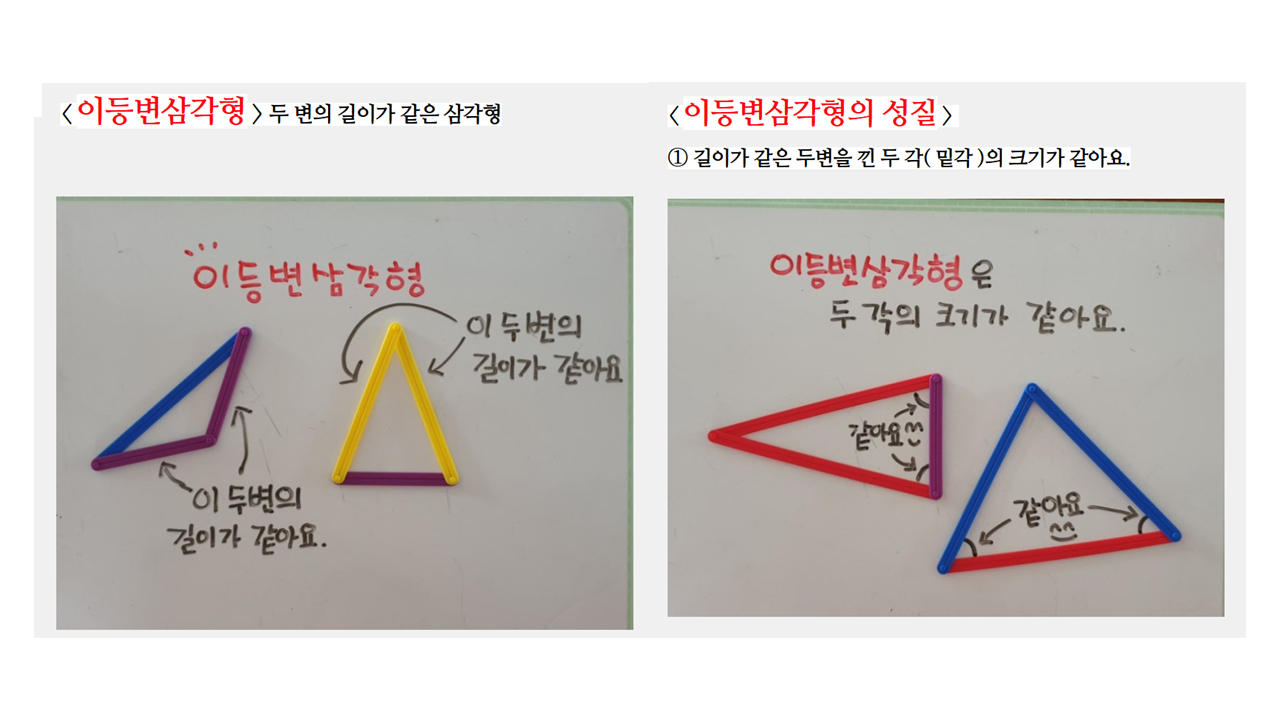 < 이등변삼각형 > 두 변의 길이가 같은 삼각형
이등변삼각형
이 두변의
길이가 같아요
이 두변의
길이가 같아요.
< 이등변삼각형의 성질 >
① 길이가 같은 두변을 낀 두 각( 밑각 )의 크기가 같아요.
이등변삼각형은
두 각의 크기가 같아요.
같아요
같아요